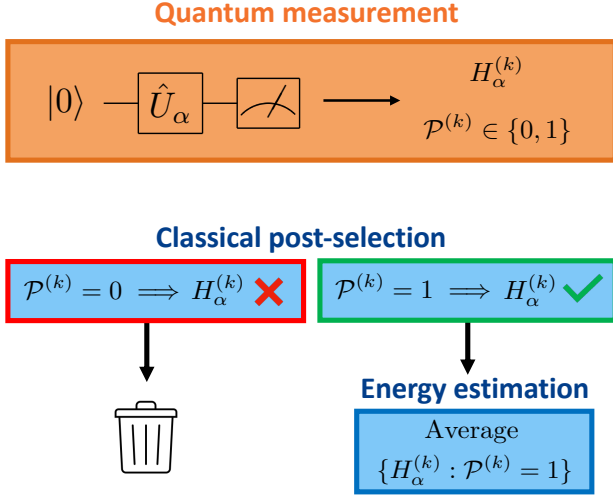 Quantum measurement
|0⟩ Û_α H_α^{(k)}
𝒫^{(k)} ∈ {0, 1}
Classical post-selection
𝒫^{(k)} = 0 ⟹ H_α^{(k)} ❌
𝒫^{(k)} = 1 ⟹ H_α^{(k)} ✓
Energy estimation
Average
{H_α^{(k)} : 𝒫^{(k)} = 1}